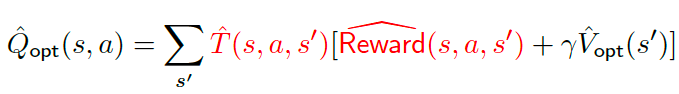 Q̂opt(s, a) = ∑s′ T̂(s, a, s′)[Reward̂(s, a, s′) + γV̂opt(s′)]